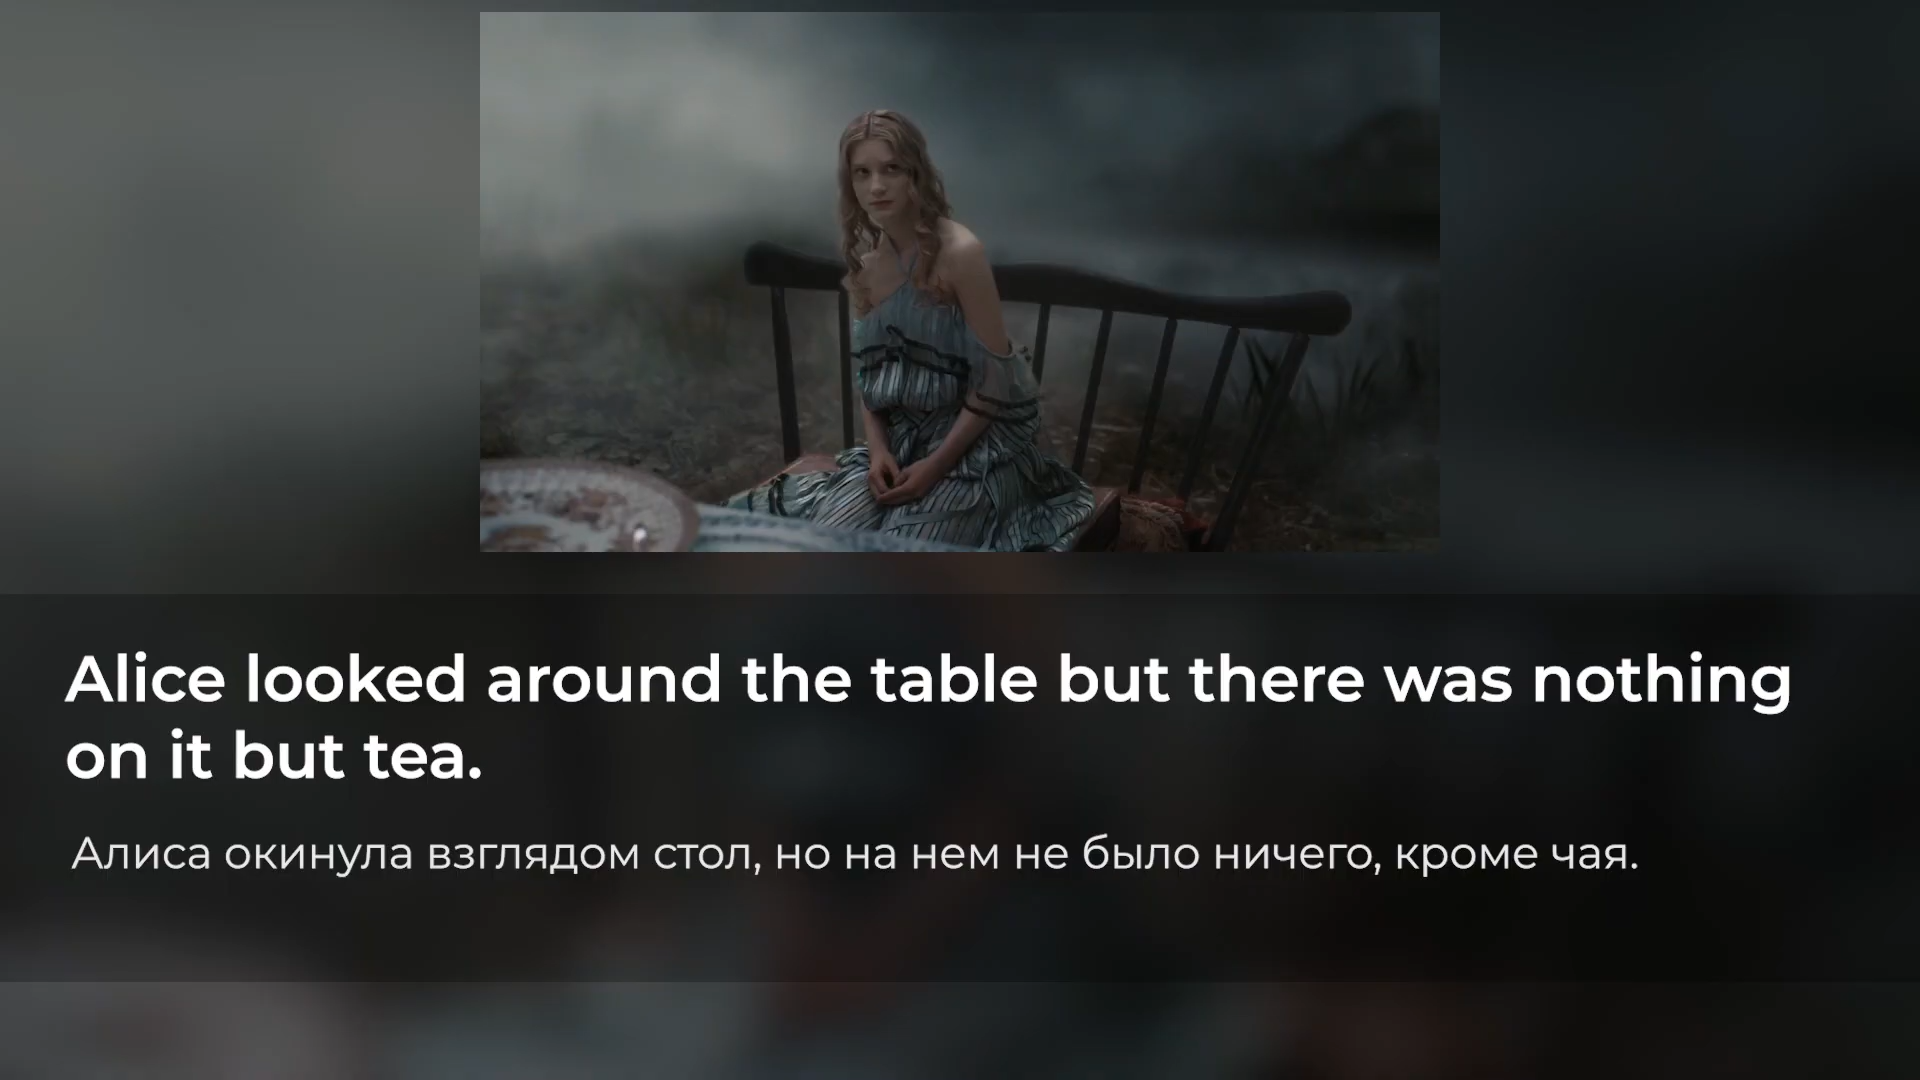 Alice looked around the table but there was nothing
on it but tea.
Алиса окинула взглядом стол, но на нем не было ничего, кроме чая.